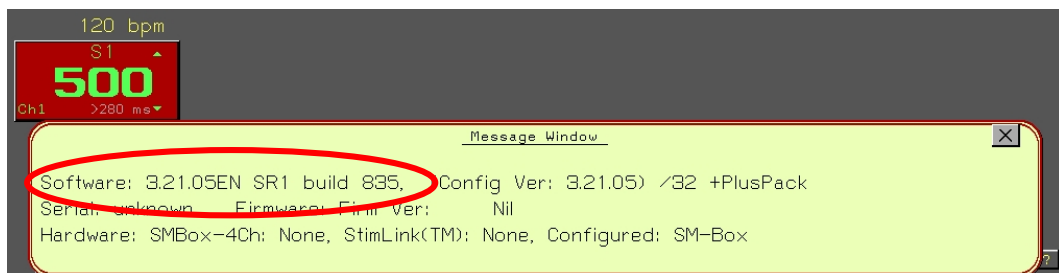 120 bpm
S1
500
Ch1 >280 ms
Message Window
Software: 3.21.05EN SR1 build 835, (Config Ver: 3.21.05) /32 +PlusPack
Serial: unknown Firmware: Firm Ver: Nil
Hardware: SMBox-4Ch: None, StimLink(TM): None, Configured: SM-Box
?